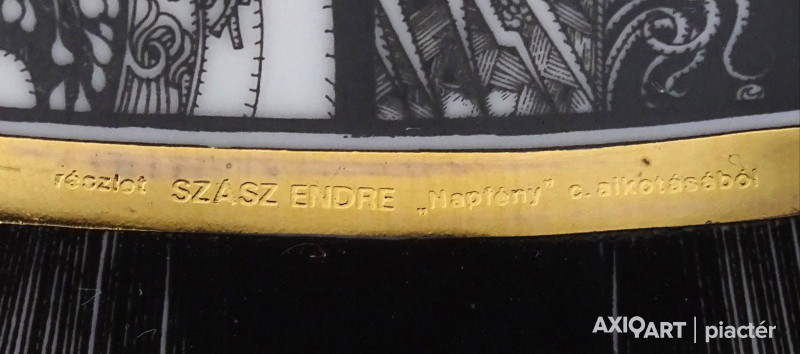 részlet SZÁSZ ENDRE „Napfény” c. alkotásából
AXIOART | piactér